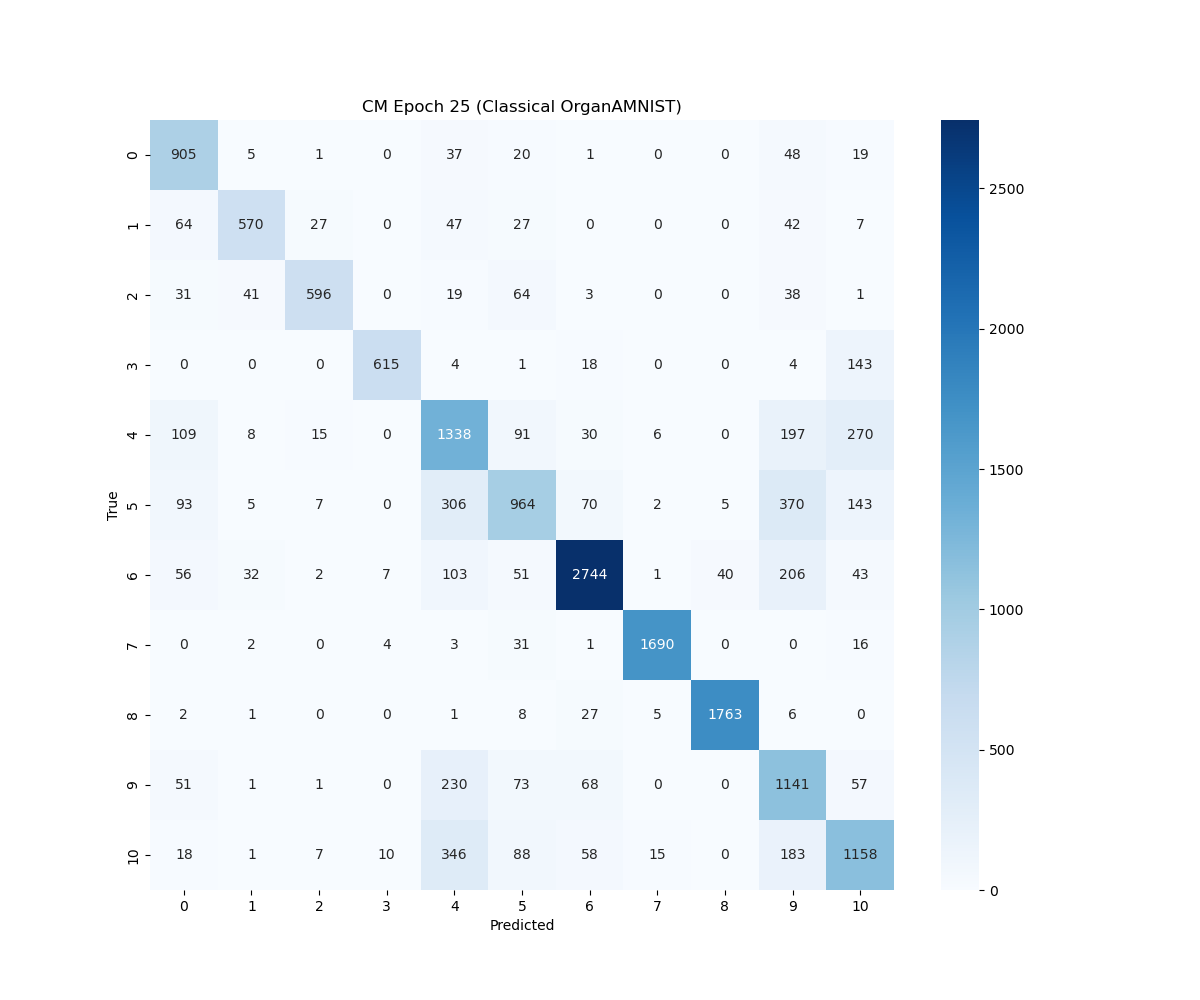 CM Epoch 25 (Classical OrganAMNIST)
0 905 5 1 0 37 20 1 0 0 48 19
1 64 570 27 0 47 27 0 0 0 42 7
2 31 41 596 0 19 64 3 0 0 38 1
3 0 0 0 615 4 1 18 0 0 4 143
4 109 8 15 0 1338 91 30 6 0 197 270
5 93 5 7 0 306 964 70 2 5 370 143
6 56 32 2 7 103 51 2744 1 40 206 43
7 0 2 0 4 3 31 1 1690 0 0 16
8 2 1 0 0 1 8 27 5 1763 6 0
9 51 1 1 0 230 73 68 0 0 1141 57
10 18 1 7 10 346 88 58 15 0 183 1158
0 1 2 3 4 5 6 7 8 9 10
Predicted
True
2500
2000
1500
1000
500
0